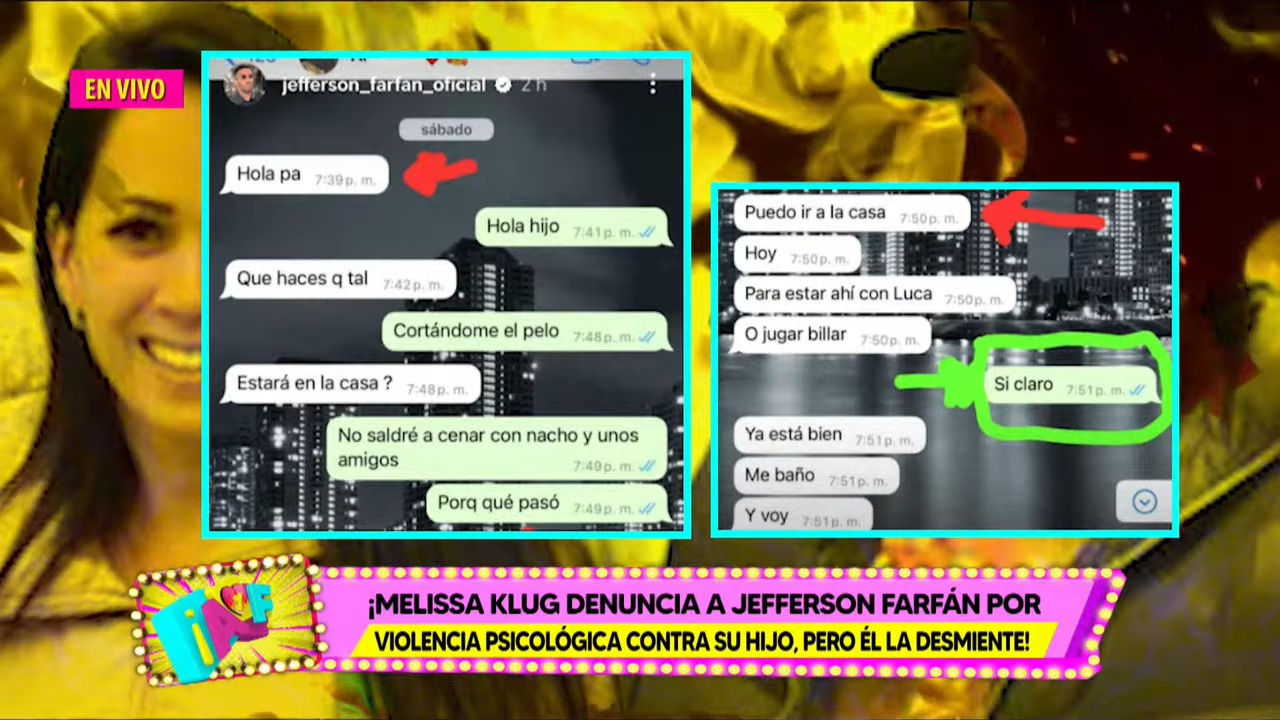 EN VIVO
jefferson_farfan_oficial 2 h
sábado
Hola pa 7:39 p. m.
Hola hijo 7:41 p. m.
Que haces q tal 7:42 p. m.
Cortándome el pelo 7:48 p. m.
Estará en la casa ? 7:48 p. m.
No saldré a cenar con nacho y unos
amigos 7:49 p. m.
Porq qué pasó 7:49 p. m.
Puedo ir a la casa 7:50 p. m.
Hoy 7:50 p. m.
Para estar ahí con Luca 7:50 p. m.
O jugar billar 7:50 p. m.
Si claro 7:51 p. m.
Ya está bien 7:51 p. m.
Me baño 7:51 p. m.
Y voy 7:51 p. m.
¡MELISSA KLUG DENUNCIA A JEFFERSON FARFÁN POR
VIOLENCIA PSICOLÓGICA CONTRA SU HIJO, PERO ÉL LA DESMIENTE!